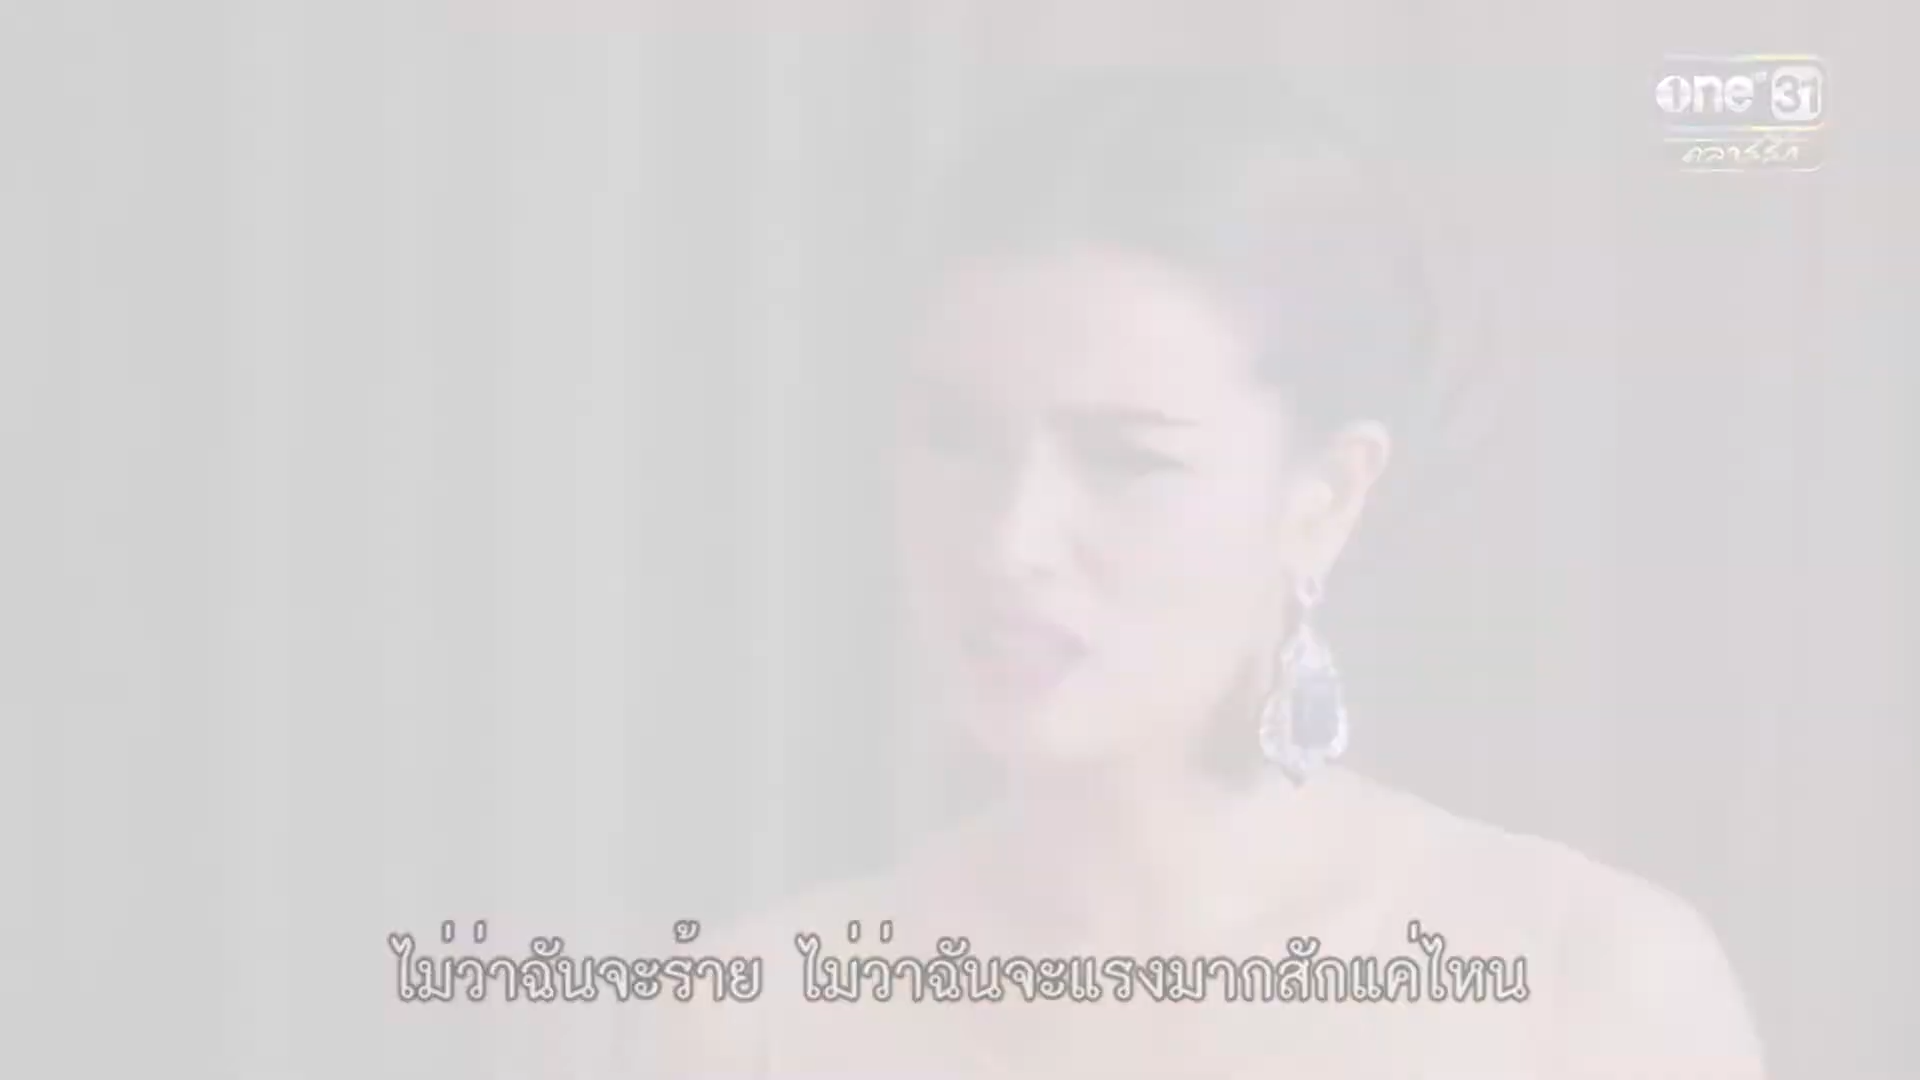 one 31
ไม่ว่าฉันจะร้าย ไม่ว่าฉันจะแรงมากสักแค่ไหน